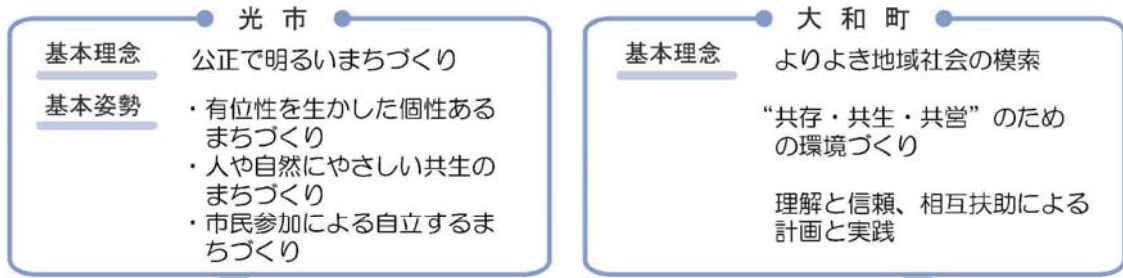 光市
基本理念 公正で明るいまちづくり
基本姿勢 ・有位性を生かした個性ある
まちづくり
・人や自然にやさしい共生の
まちづくり
・市民参加による自立するま
ちづくり
大和町
基本理念 よりよき地域社会の模索
“共存・共生・共営”のため
の環境づくり
理解と信頼、相互扶助による
計画と実践